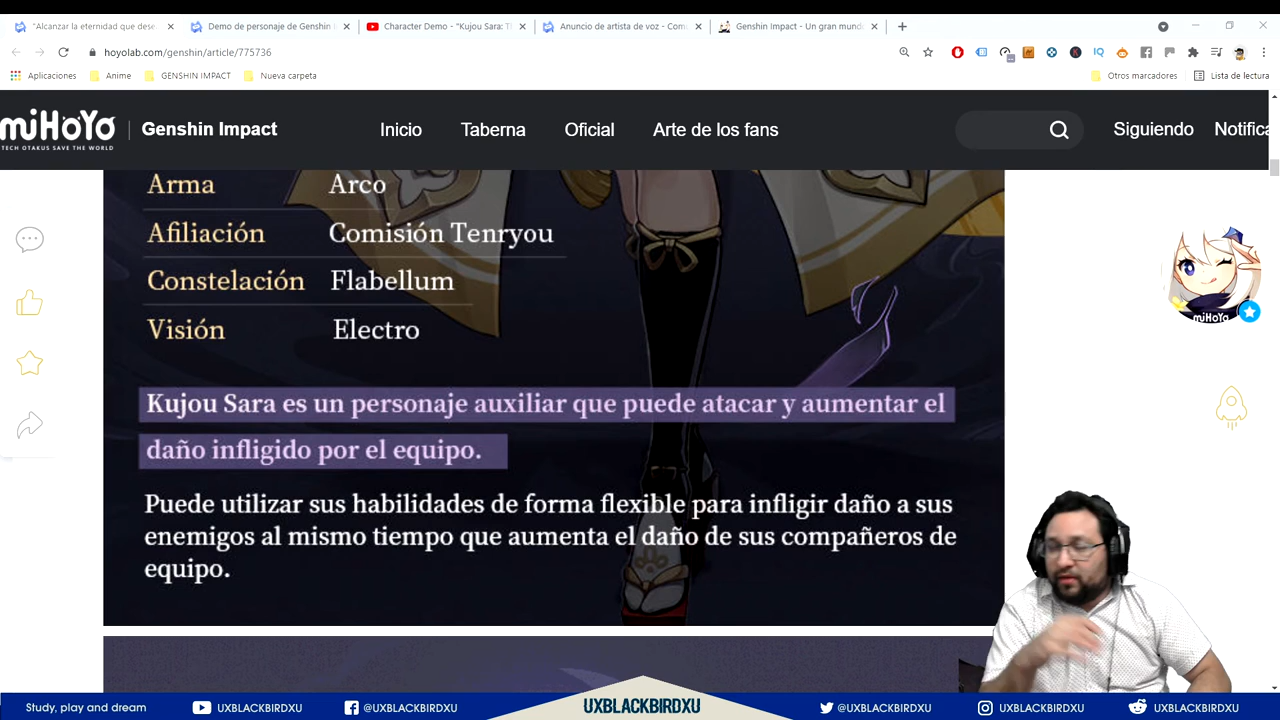 "Alcanzar la eternidad que dese
Demo de personaje de Genshin I
Character Demo - "Kujou Sara: T
Anuncio de artista de voz - Com
Genshin Impact - Un gran mund
hoyolab.com/genshin/article/775736
Aplicaciones
Anime
GENSHIN IMPACT
Nueva carpeta
Otros marcadores
Lista de lectura
miHoYo
TECH OTAKUS SAVE THE WORLD
Genshin Impact
Inicio
Taberna
Oficial
Arte de los fans
Siguiendo
Notifica
Arma Arco
Afiliación Comisión Tenryou
Constelación Flabellum
Visión Electro
Kujou Sara es un personaje auxiliar que puede atacar y aumentar el
daño infligido por el equipo.
Puede utilizar sus habilidades de forma flexible para infligir daño a sus
enemigos al mismo tiempo que aumenta el daño de sus compañeros de
equipo.
miHoYo
Study, play and dream
UXBLACKBIRDXU
@UXBLACKBIRDXU
UXBLACKBIRDXU
@UXBLACKBIRDXU
UXBLACKBIRDXU
UXBLACKBIRDXU